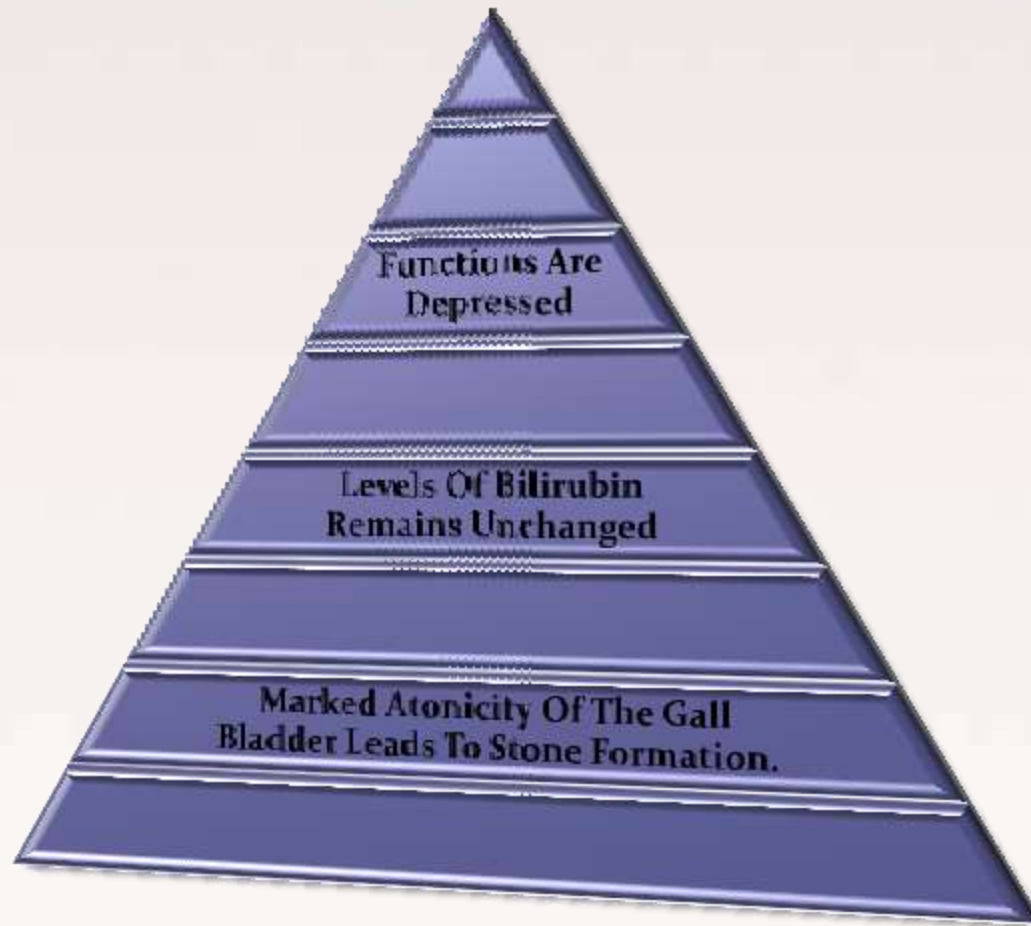 Functions Are
Depressed
Levels Of Bilirubin
Remains Unchanged
Marked Atonicity Of The Gall
Bladder Leads To Stone Formation.